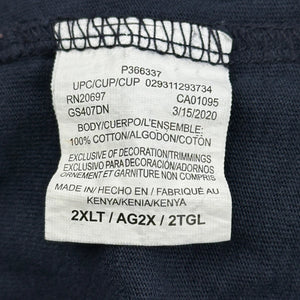 P366337
UPC/CUP/CUP 029311293734
RN20697 CA01095
GS407DN 3/15/2020
BODY/CUERPO/L'ENSEMBLE:
100% COTTON/ALGODÓN/COTON
EXCLUSIVE OF DECORATION/TRIMMINGS
EXCLUSIVO PARA DECORACIÓN/ADORNOS
ORNEMENT ET GARNITURE NON COMPRIS
MADE IN/ HECHO EN / FABRIQUÉ AU
KENYA/KENIA/KENYA
2XLT / AG2X / 2TGL